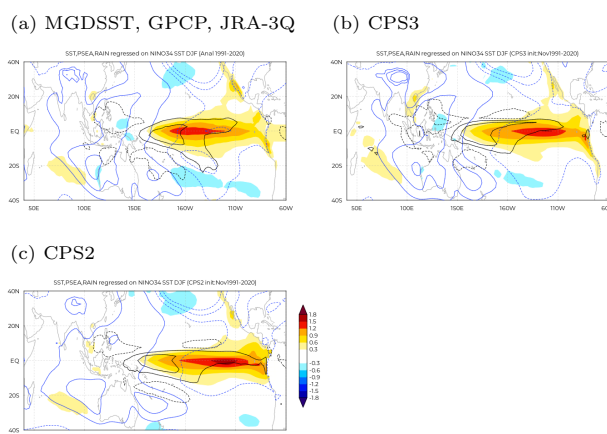 (a) MGDSST, GPCP, JRA-3Q
(b) CPS3
SST,PSEA,RAIN regressed on NINO34 SST DJF (Anal 1991-2020)
SST,PSEA,RAIN regressed on NINO34 SST DJF (CPS3 init:Nov1991-2020)
40N
20N
EQ
20S
40S
50E 100E 150E 160W 110W 60W
40N
20N
EQ
20S
40S
50E 100E 150E 160W 110W 60W
(c) CPS2
SST,PSEA,RAIN regressed on NINO34 SST DJF (CPS2 init:Nov1991-2020)
40N
20N
EQ
20S
40S
50E 100E 150E 160W 110W 60W
1.8
1.5
1.2
0.9
0.6
0.3
-0.3
-0.6
-0.9
-1.2
-1.5
-1.8